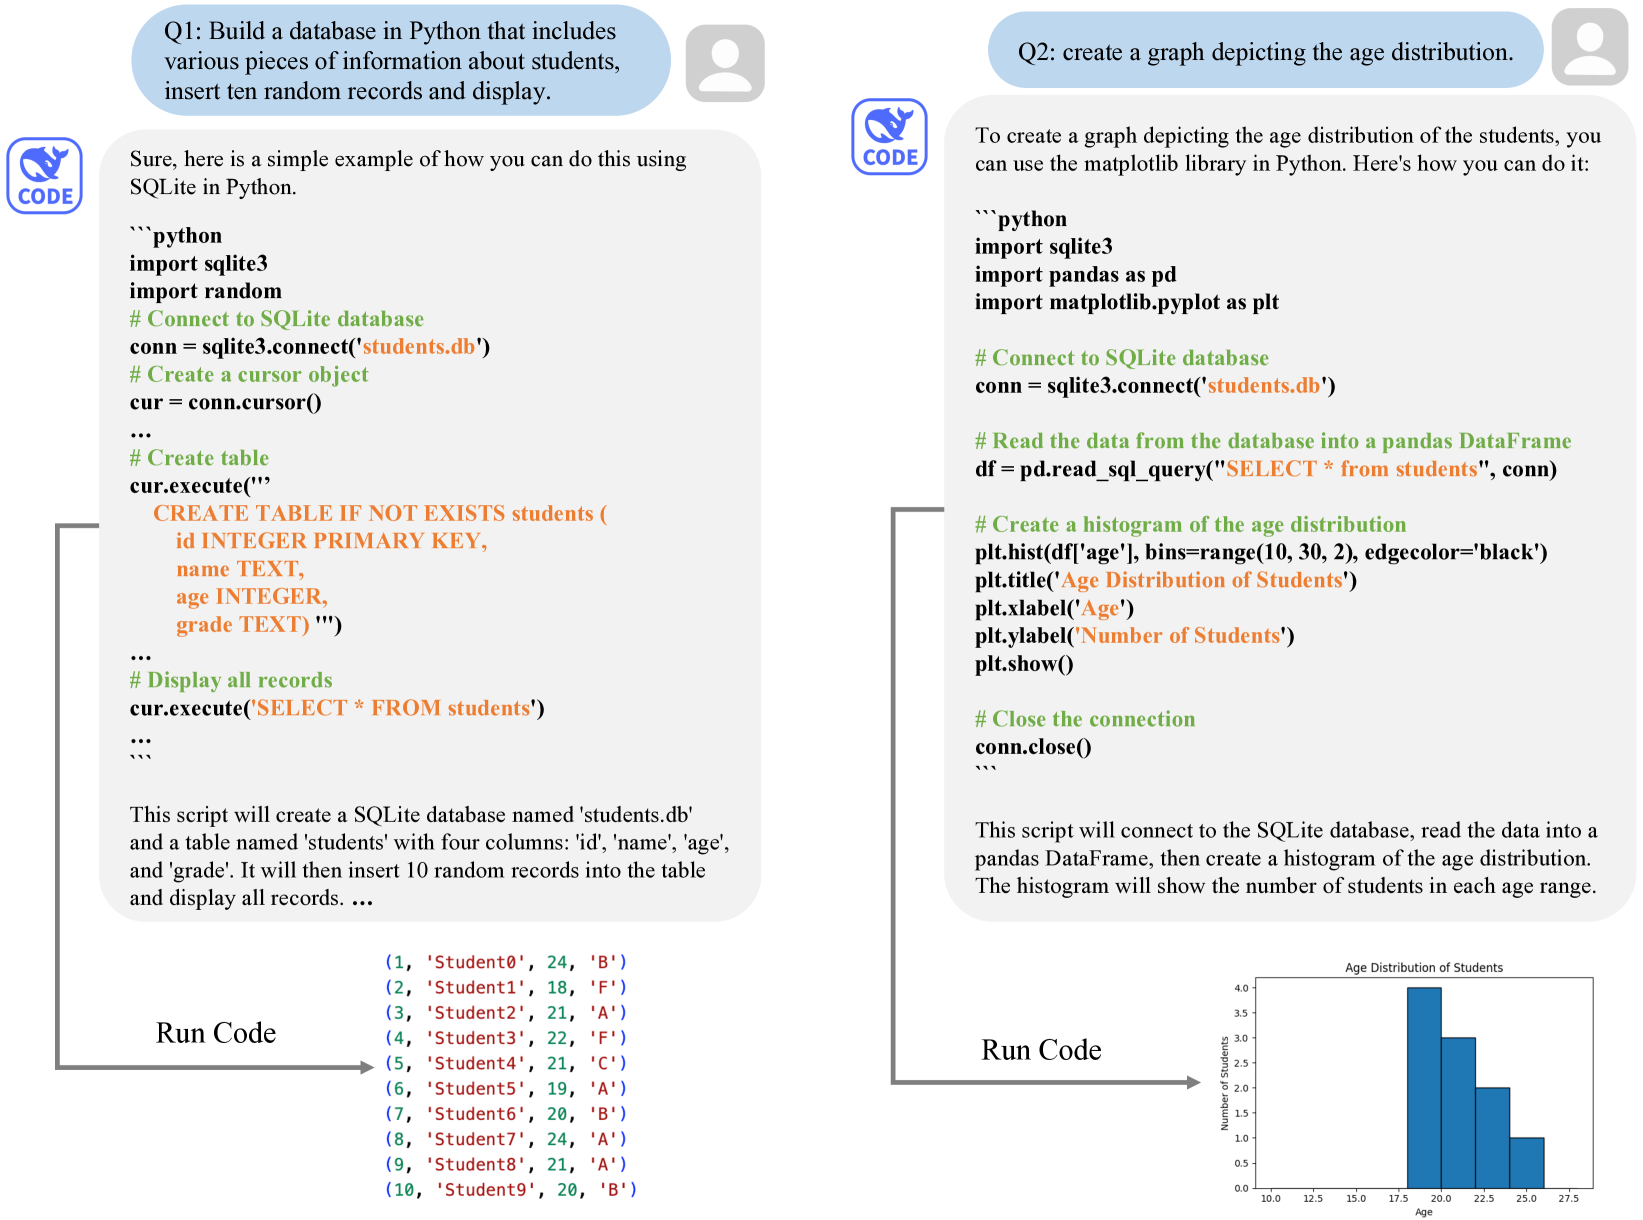 Q1: Build a database in Python that includes
various pieces of information about students,
insert ten random records and display.
CODE
Sure, here is a simple example of how you can do this using
SQLite in Python.
```python
import sqlite3
import random
# Connect to SQLite database
conn = sqlite3.connect('students.db')
# Create a cursor object
cur = conn.cursor()
...
# Create table
cur.execute('''
CREATE TABLE IF NOT EXISTS students (
id INTEGER PRIMARY KEY,
name TEXT,
age INTEGER,
grade TEXT) ''')
...
# Display all records
cur.execute('SELECT * FROM students')
...
```
This script will create a SQLite database named 'students.db'
and a table named 'students' with four columns: 'id', 'name', 'age',
and 'grade'. It will then insert 10 random records into the table
and display all records. ...
Run Code
(1, 'Student0', 24, 'B')
(2, 'Student1', 18, 'F')
(3, 'Student2', 21, 'A')
(4, 'Student3', 22, 'F')
(5, 'Student4', 21, 'C')
(6, 'Student5', 19, 'A')
(7, 'Student6', 20, 'B')
(8, 'Student7', 24, 'A')
(9, 'Student8', 21, 'A')
(10, 'Student9', 20, 'B')
Q2: create a graph depicting the age distribution.
CODE
To create a graph depicting the age distribution of the students, you
can use the matplotlib library in Python. Here's how you can do it:
```python
import sqlite3
import pandas as pd
import matplotlib.pyplot as plt
# Connect to SQLite database
conn = sqlite3.connect('students.db')
# Read the data from the database into a pandas DataFrame
df = pd.read_sql_query("SELECT * from students", conn)
# Create a histogram of the age distribution
plt.hist(df['age'], bins=range(10, 30, 2), edgecolor='black')
plt.title('Age Distribution of Students')
plt.xlabel('Age')
plt.ylabel('Number of Students')
plt.show()
# Close the connection
conn.close()
```
This script will connect to the SQLite database, read the data into a
pandas DataFrame, then create a histogram of the age distribution.
The histogram will show the number of students in each age range.
Run Code
Age Distribution of Students
Number of Students
4.0
3.5
3.0
2.5
2.0
1.5
1.0
0.5
0.0
10.0 12.5 15.0 17.5 20.0 22.5 25.0 27.5
Age